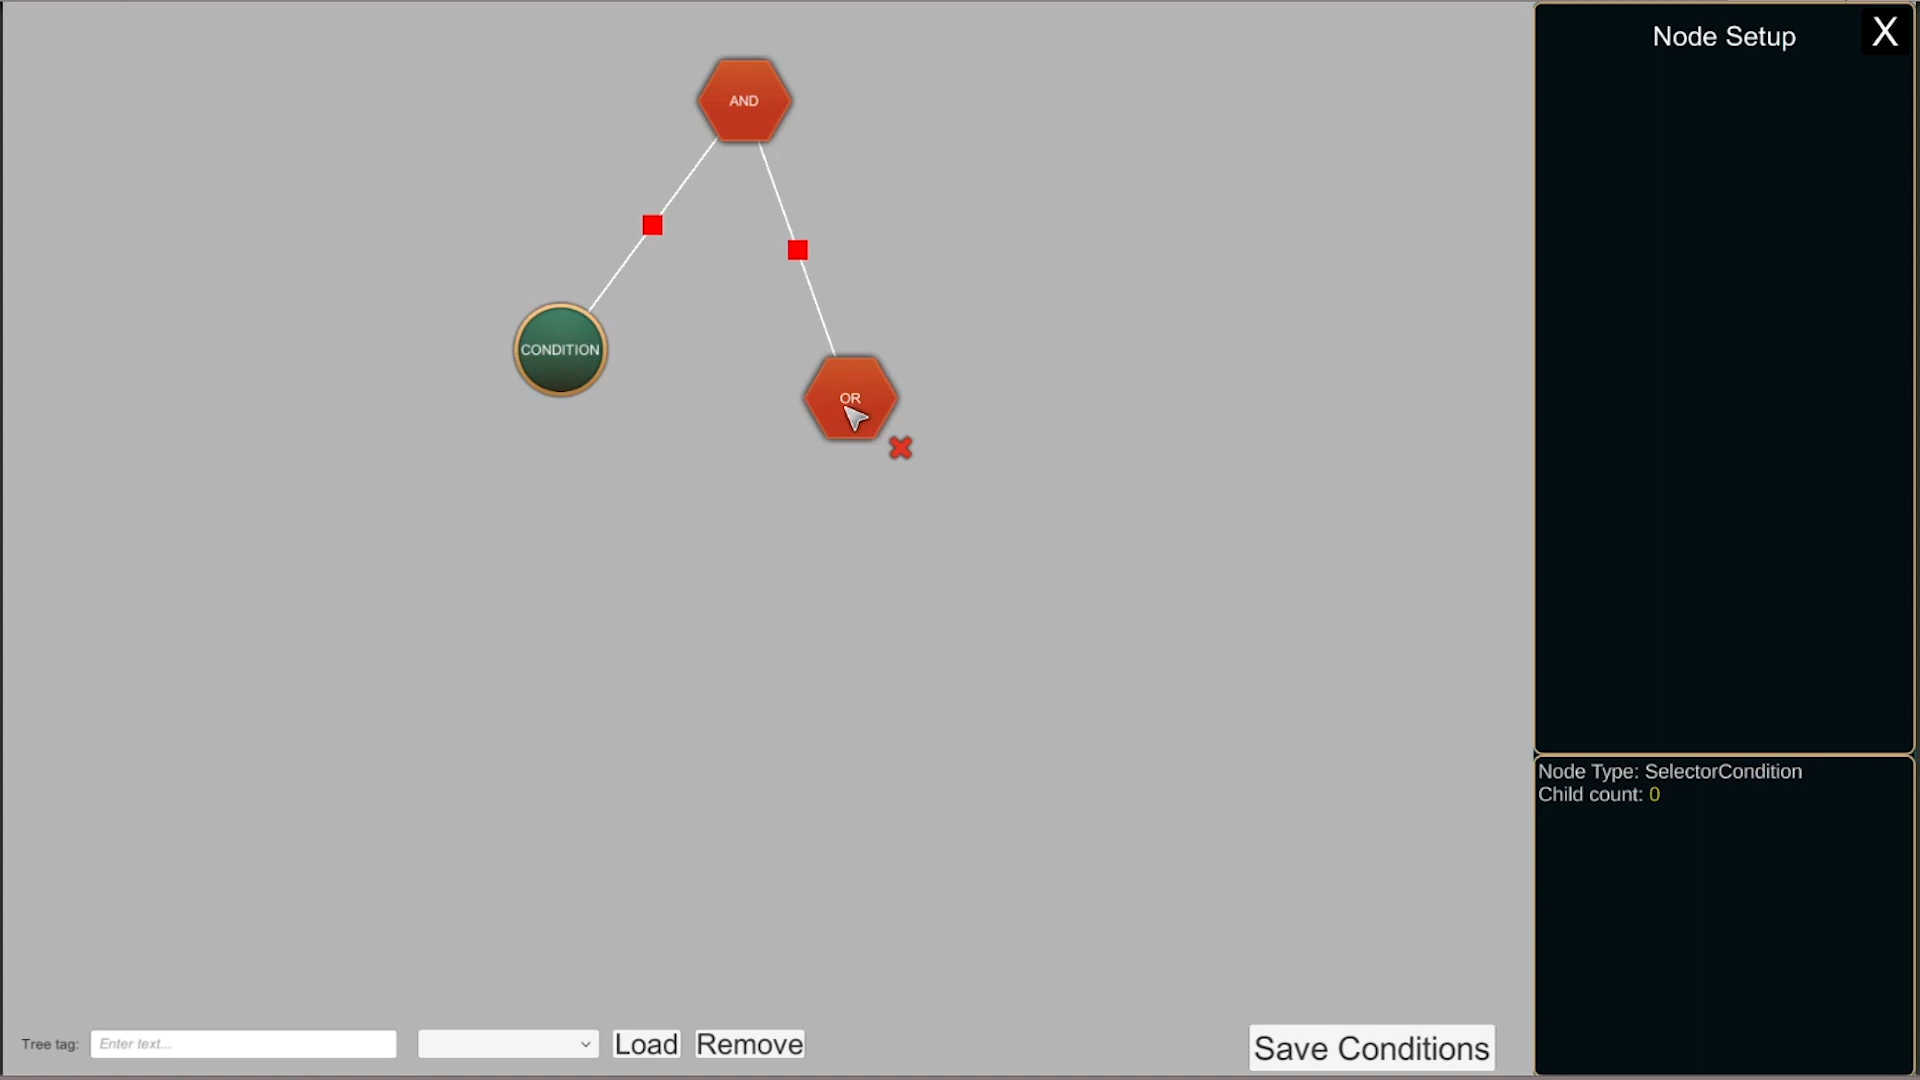 Node Setup
X
AND
CONDITION
OR
Node Type: SelectorCondition
Child count: 0
Tree tag:
Enter text...
Load
Remove
Save Conditions